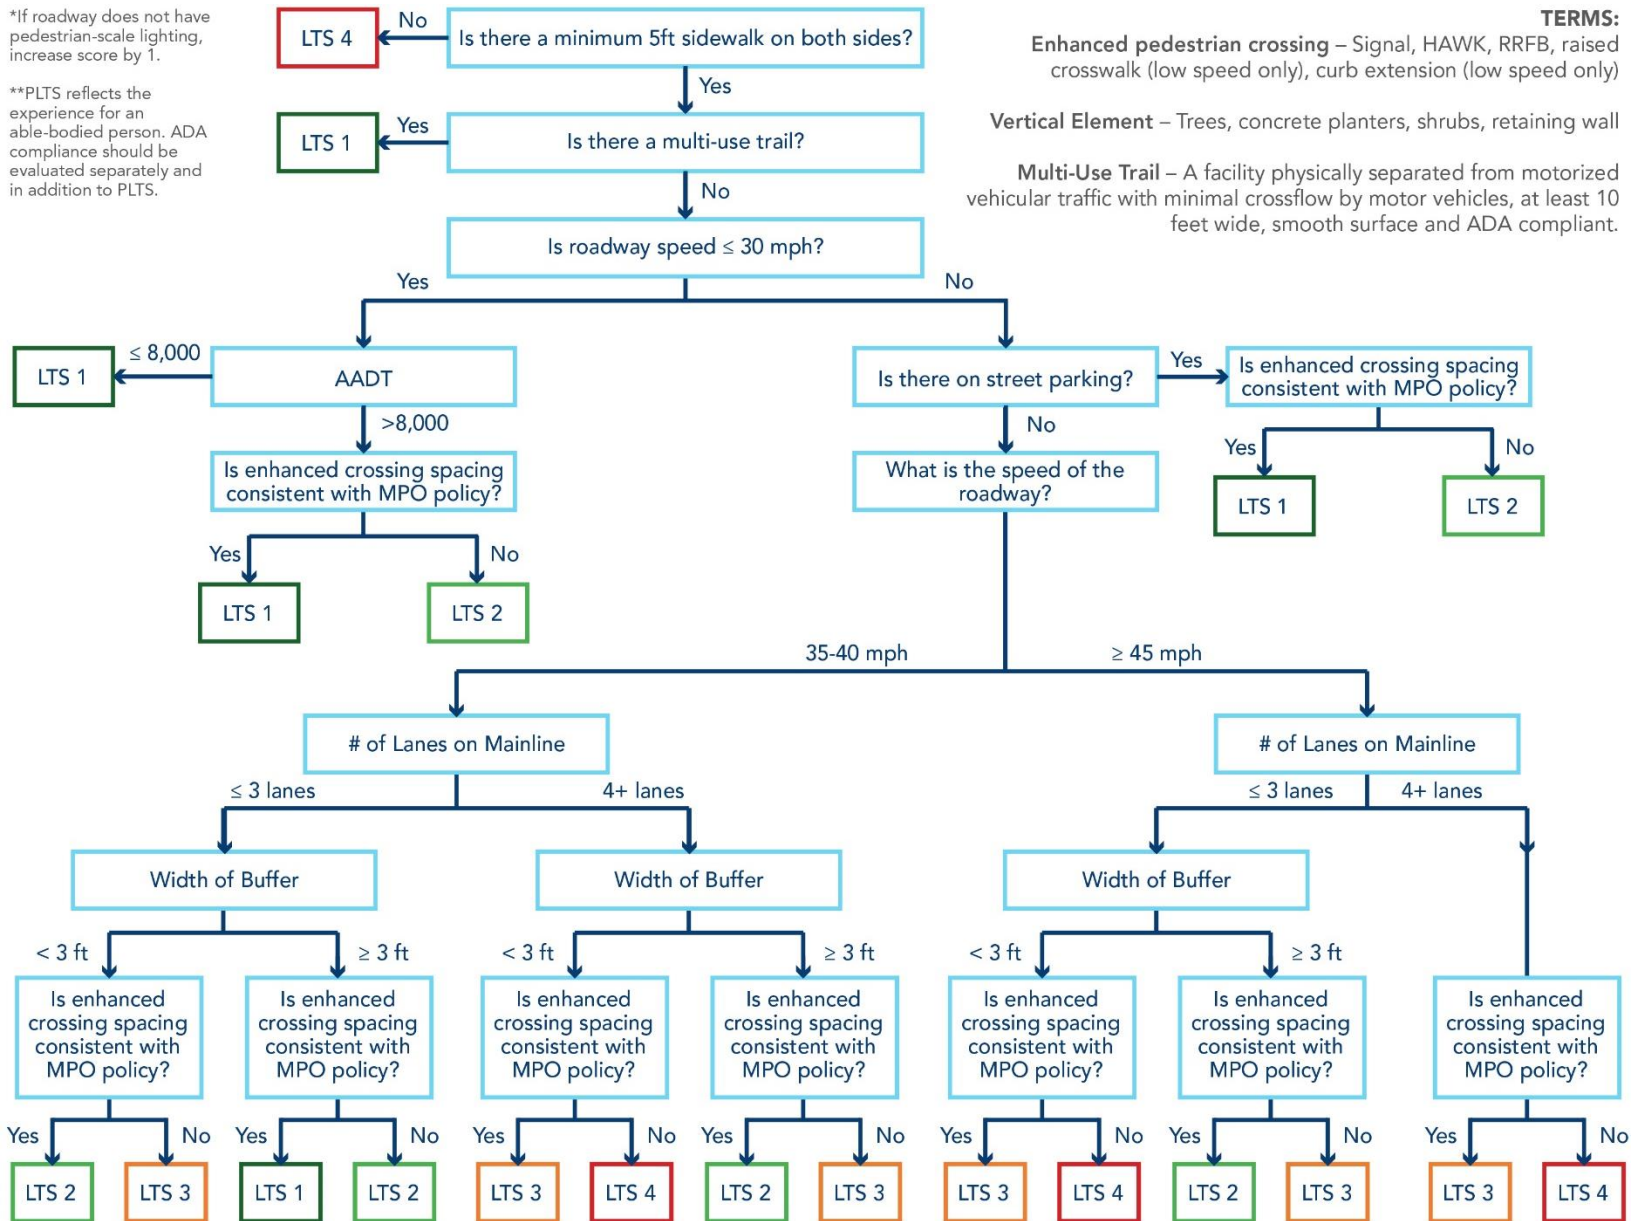 *If roadway does not have
pedestrian-scale lighting,
increase score by 1.
**PLTS reflects the
experience for an
able-bodied person. ADA
compliance should be
evaluated separately and
in addition to PLTS.
TERMS:
Enhanced pedestrian crossing – Signal, HAWK, RRFB, raised
crosswalk (low speed only), curb extension (low speed only)
Vertical Element – Trees, concrete planters, shrubs, retaining wall
Multi-Use Trail – A facility physically separated from motorized
vehicular traffic with minimal crossflow by motor vehicles, at least 10
feet wide, smooth surface and ADA compliant.
LTS 4
No
Is there a minimum 5ft sidewalk on both sides?
Yes
LTS 1
Yes
Is there a multi-use trail?
No
Is roadway speed ≤ 30 mph?
Yes
No
LTS 1
≤ 8,000
AADT
>8,000
Is enhanced crossing spacing
consistent with MPO policy?
Yes
No
LTS 1
LTS 2
Is there on street parking?
Yes
Is enhanced crossing spacing
consistent with MPO policy?
Yes
No
LTS 1
LTS 2
No
What is the speed of the
roadway?
35-40 mph
≥ 45 mph
# of Lanes on Mainline
≤ 3 lanes
4+ lanes
Width of Buffer
< 3 ft
≥ 3 ft
Is enhanced
crossing spacing
consistent with
MPO policy?
Yes
No
LTS 2
LTS 3
Is enhanced
crossing spacing
consistent with
MPO policy?
Yes
No
LTS 1
LTS 2
Width of Buffer
< 3 ft
≥ 3 ft
Is enhanced
crossing spacing
consistent with
MPO policy?
Yes
No
LTS 3
LTS 4
Is enhanced
crossing spacing
consistent with
MPO policy?
Yes
No
LTS 2
LTS 3
# of Lanes on Mainline
≤ 3 lanes
4+ lanes
Width of Buffer
< 3 ft
≥ 3 ft
Is enhanced
crossing spacing
consistent with
MPO policy?
Yes
No
LTS 3
LTS 4
Is enhanced
crossing spacing
consistent with
MPO policy?
Yes
No
LTS 2
LTS 3
Is enhanced
crossing spacing
consistent with
MPO policy?
Yes
No
LTS 3
LTS 4